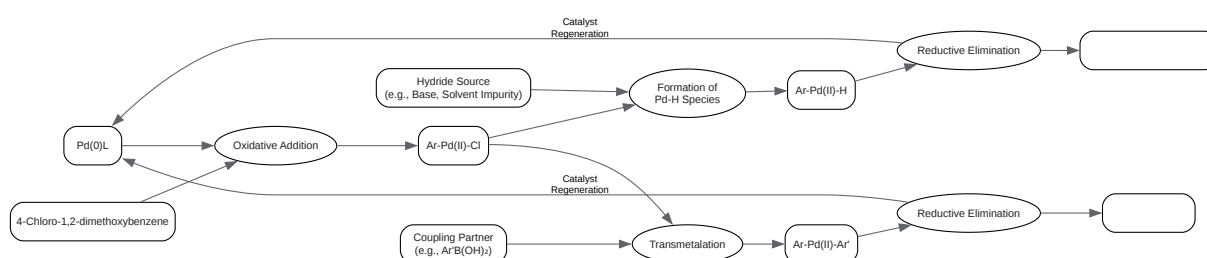 Catalyst
Regeneration
Reductive Elimination
Hydride Source
(e.g., Base, Solvent Impurity)
Formation of
Pd-H Species
Ar-Pd(II)-H
Pd(0)L
Oxidative Addition
Ar-Pd(II)-Cl
Catalyst
Regeneration
4-Chloro-1,2-dimethoxybenzene
Reductive Elimination
Coupling Partner
(e.g., Ar'B(OH)₂)
Transmetalation
Ar-Pd(II)-Ar'